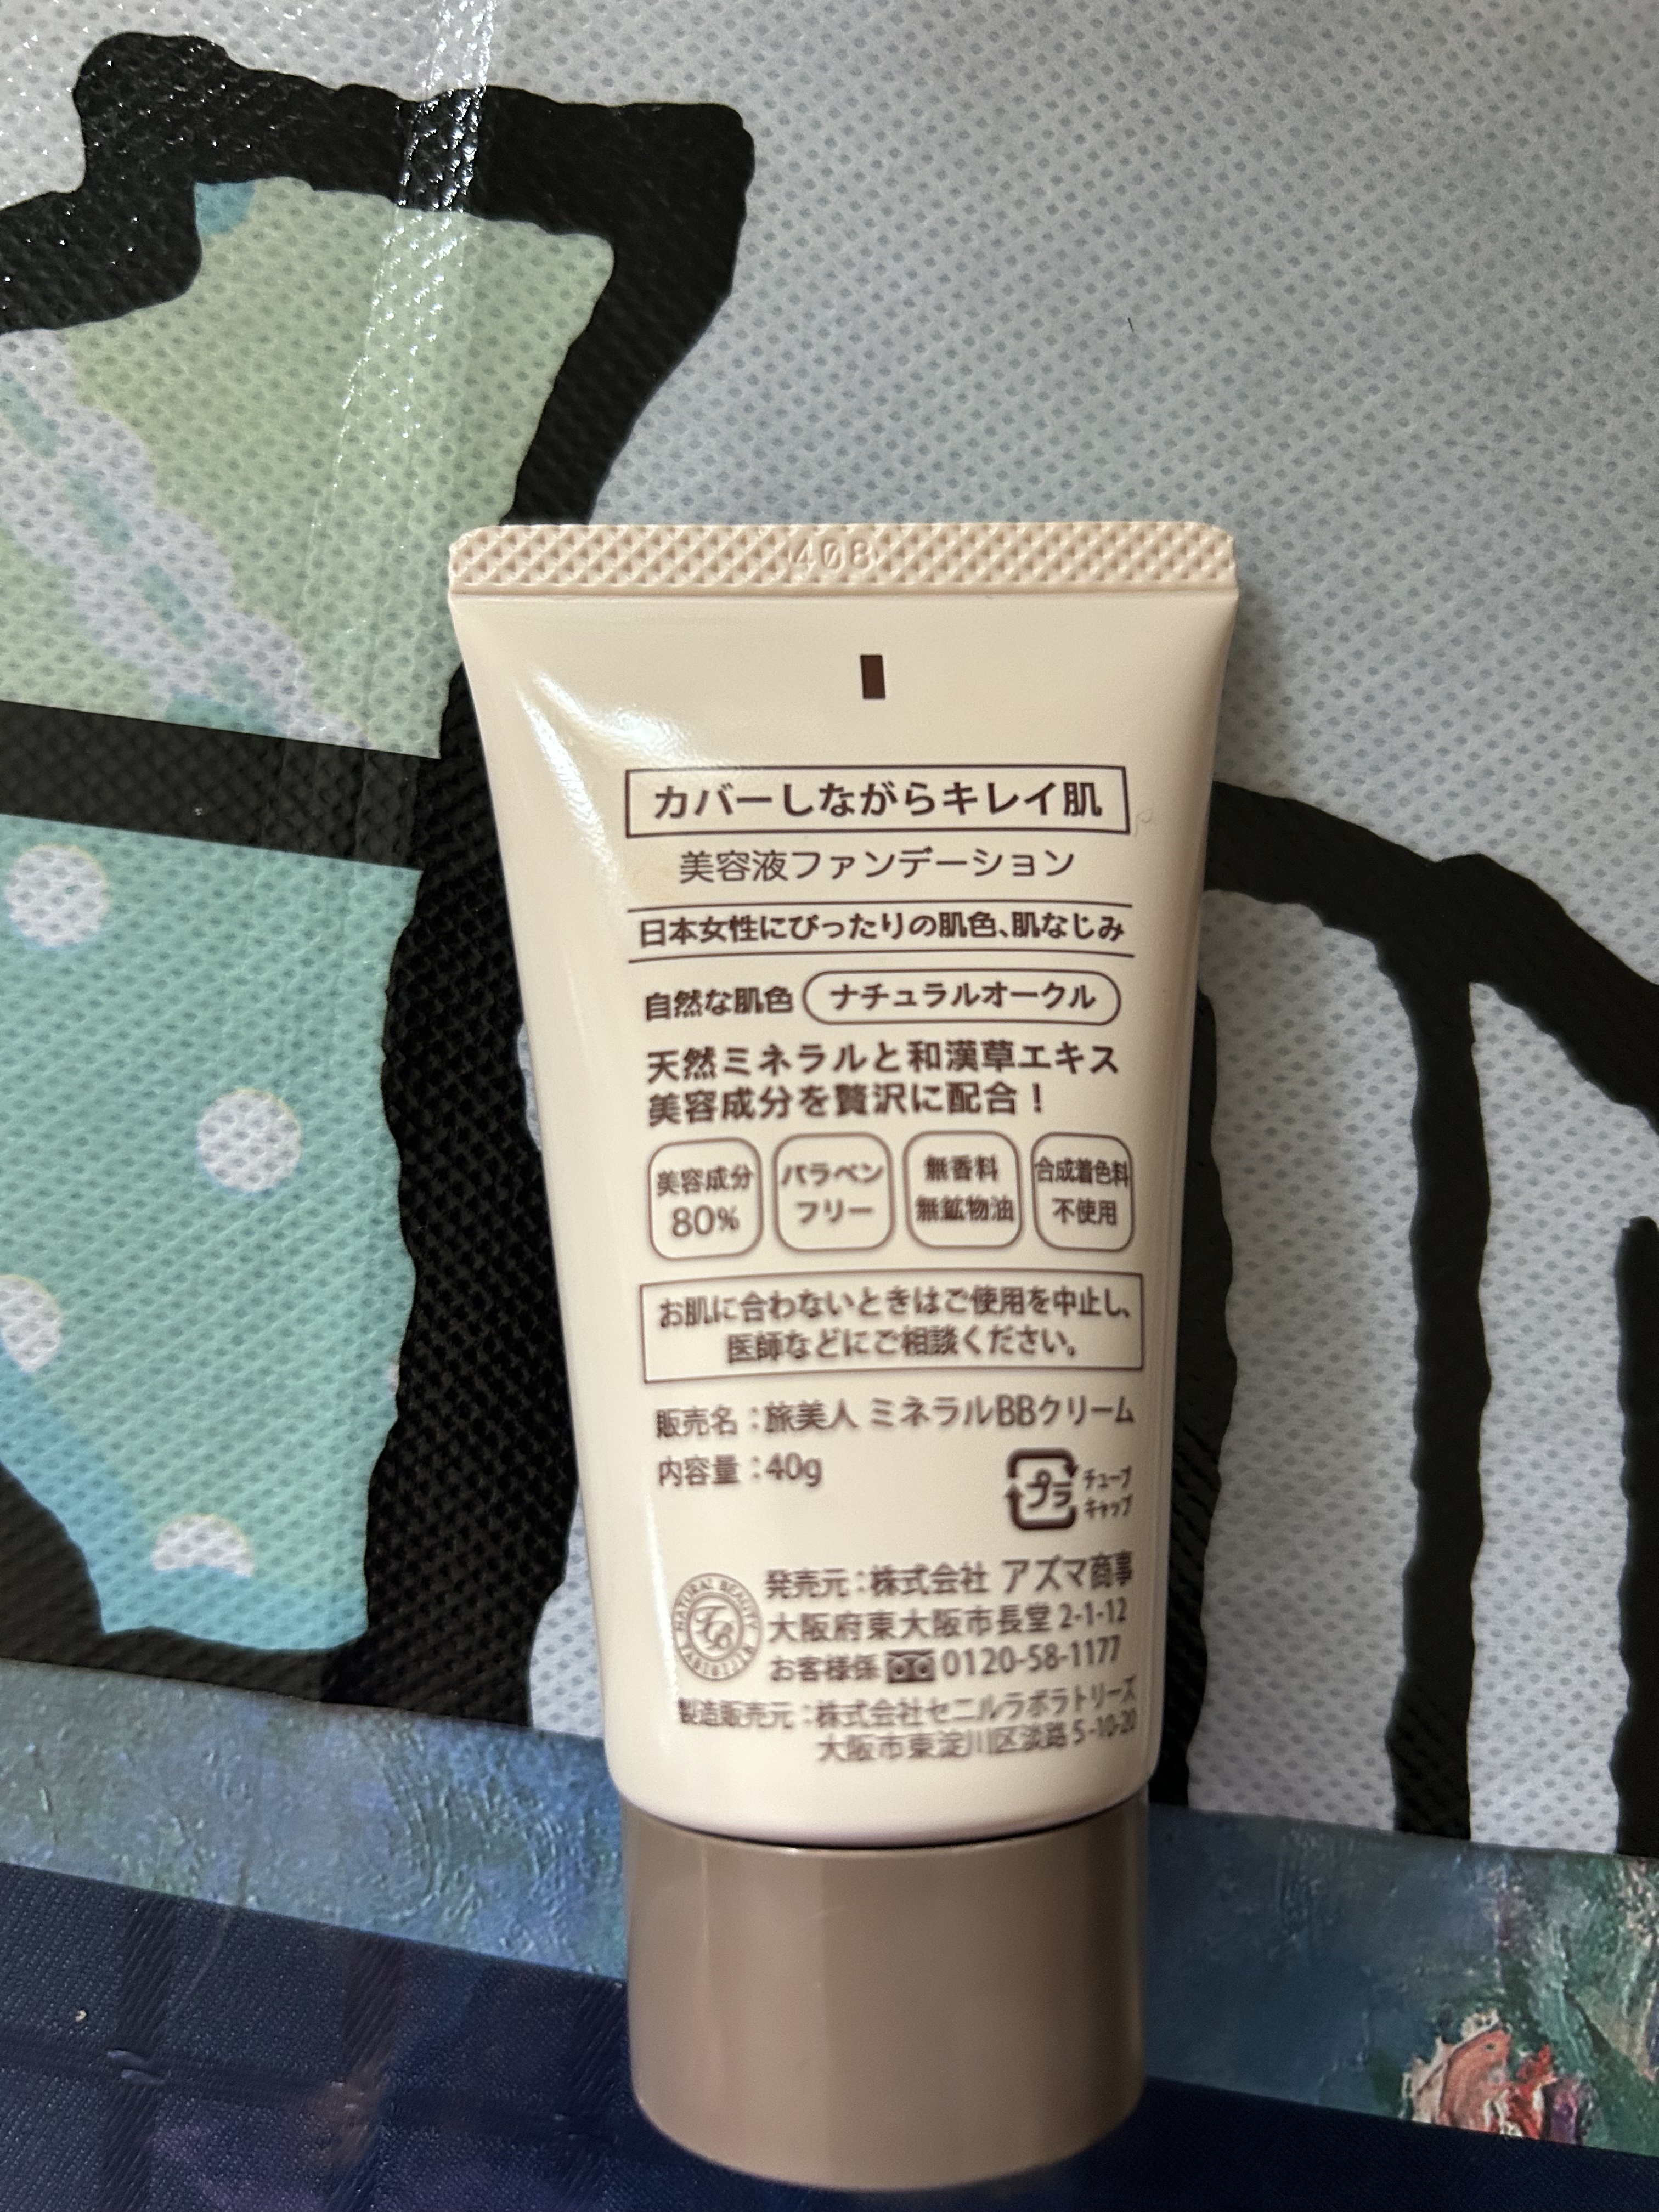 408
カバーしながらキレイ肌
美容液ファンデーション
日本女性にぴったりの肌色、肌なじみ
自然な肌色 ナチュラルオークル
天然ミネラルと和漢草エキス
美容成分を贅沢に配合！
美容成分
80%
パラベン
フリー
無香料
無鉱物油
合成着色料
不使用
お肌に合わないときはご使用を中止し、
医師などにご相談ください。
販売名：旅美人 ミネラルBBクリーム
内容量：40g
プラ
チューブ
キャップ
NATURAL BEAUTY
発売元：株式会社 アズマ商事
大阪府東大阪市長堂 2-1-12
お客様係 0120-58-1177
製造販売元：株式会社セニルラボラトリーズ
大阪市東淀川区淡路 5-10-20